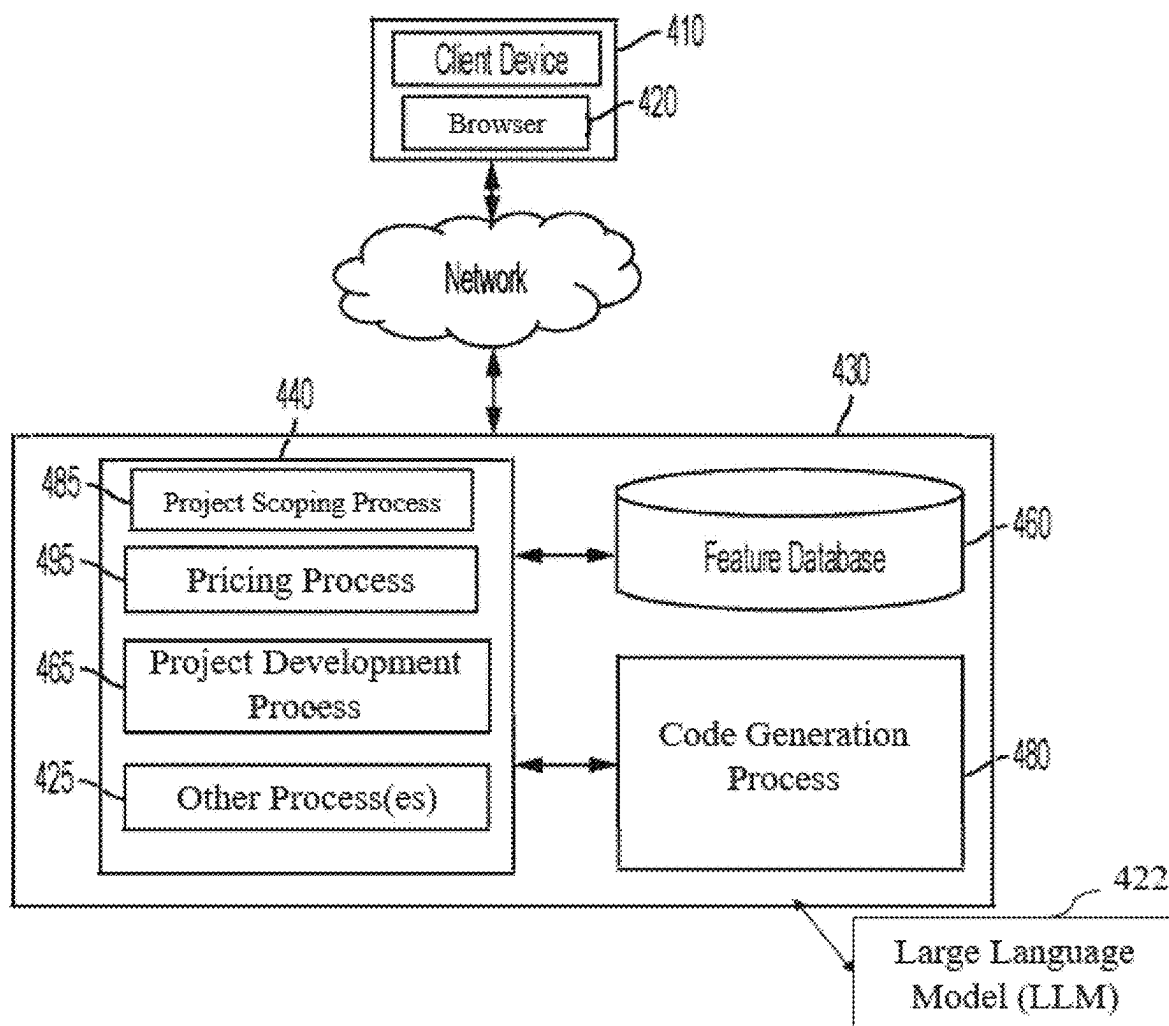 410
Client Device
420
Browser
Network
430
440
485
Project Scoping Process
460
Feature Database
495
Pricing Process
465
Project Development
Process
Code Generation
Process
480
425
Other Process(es)
422
Large Language
Model (LLM)